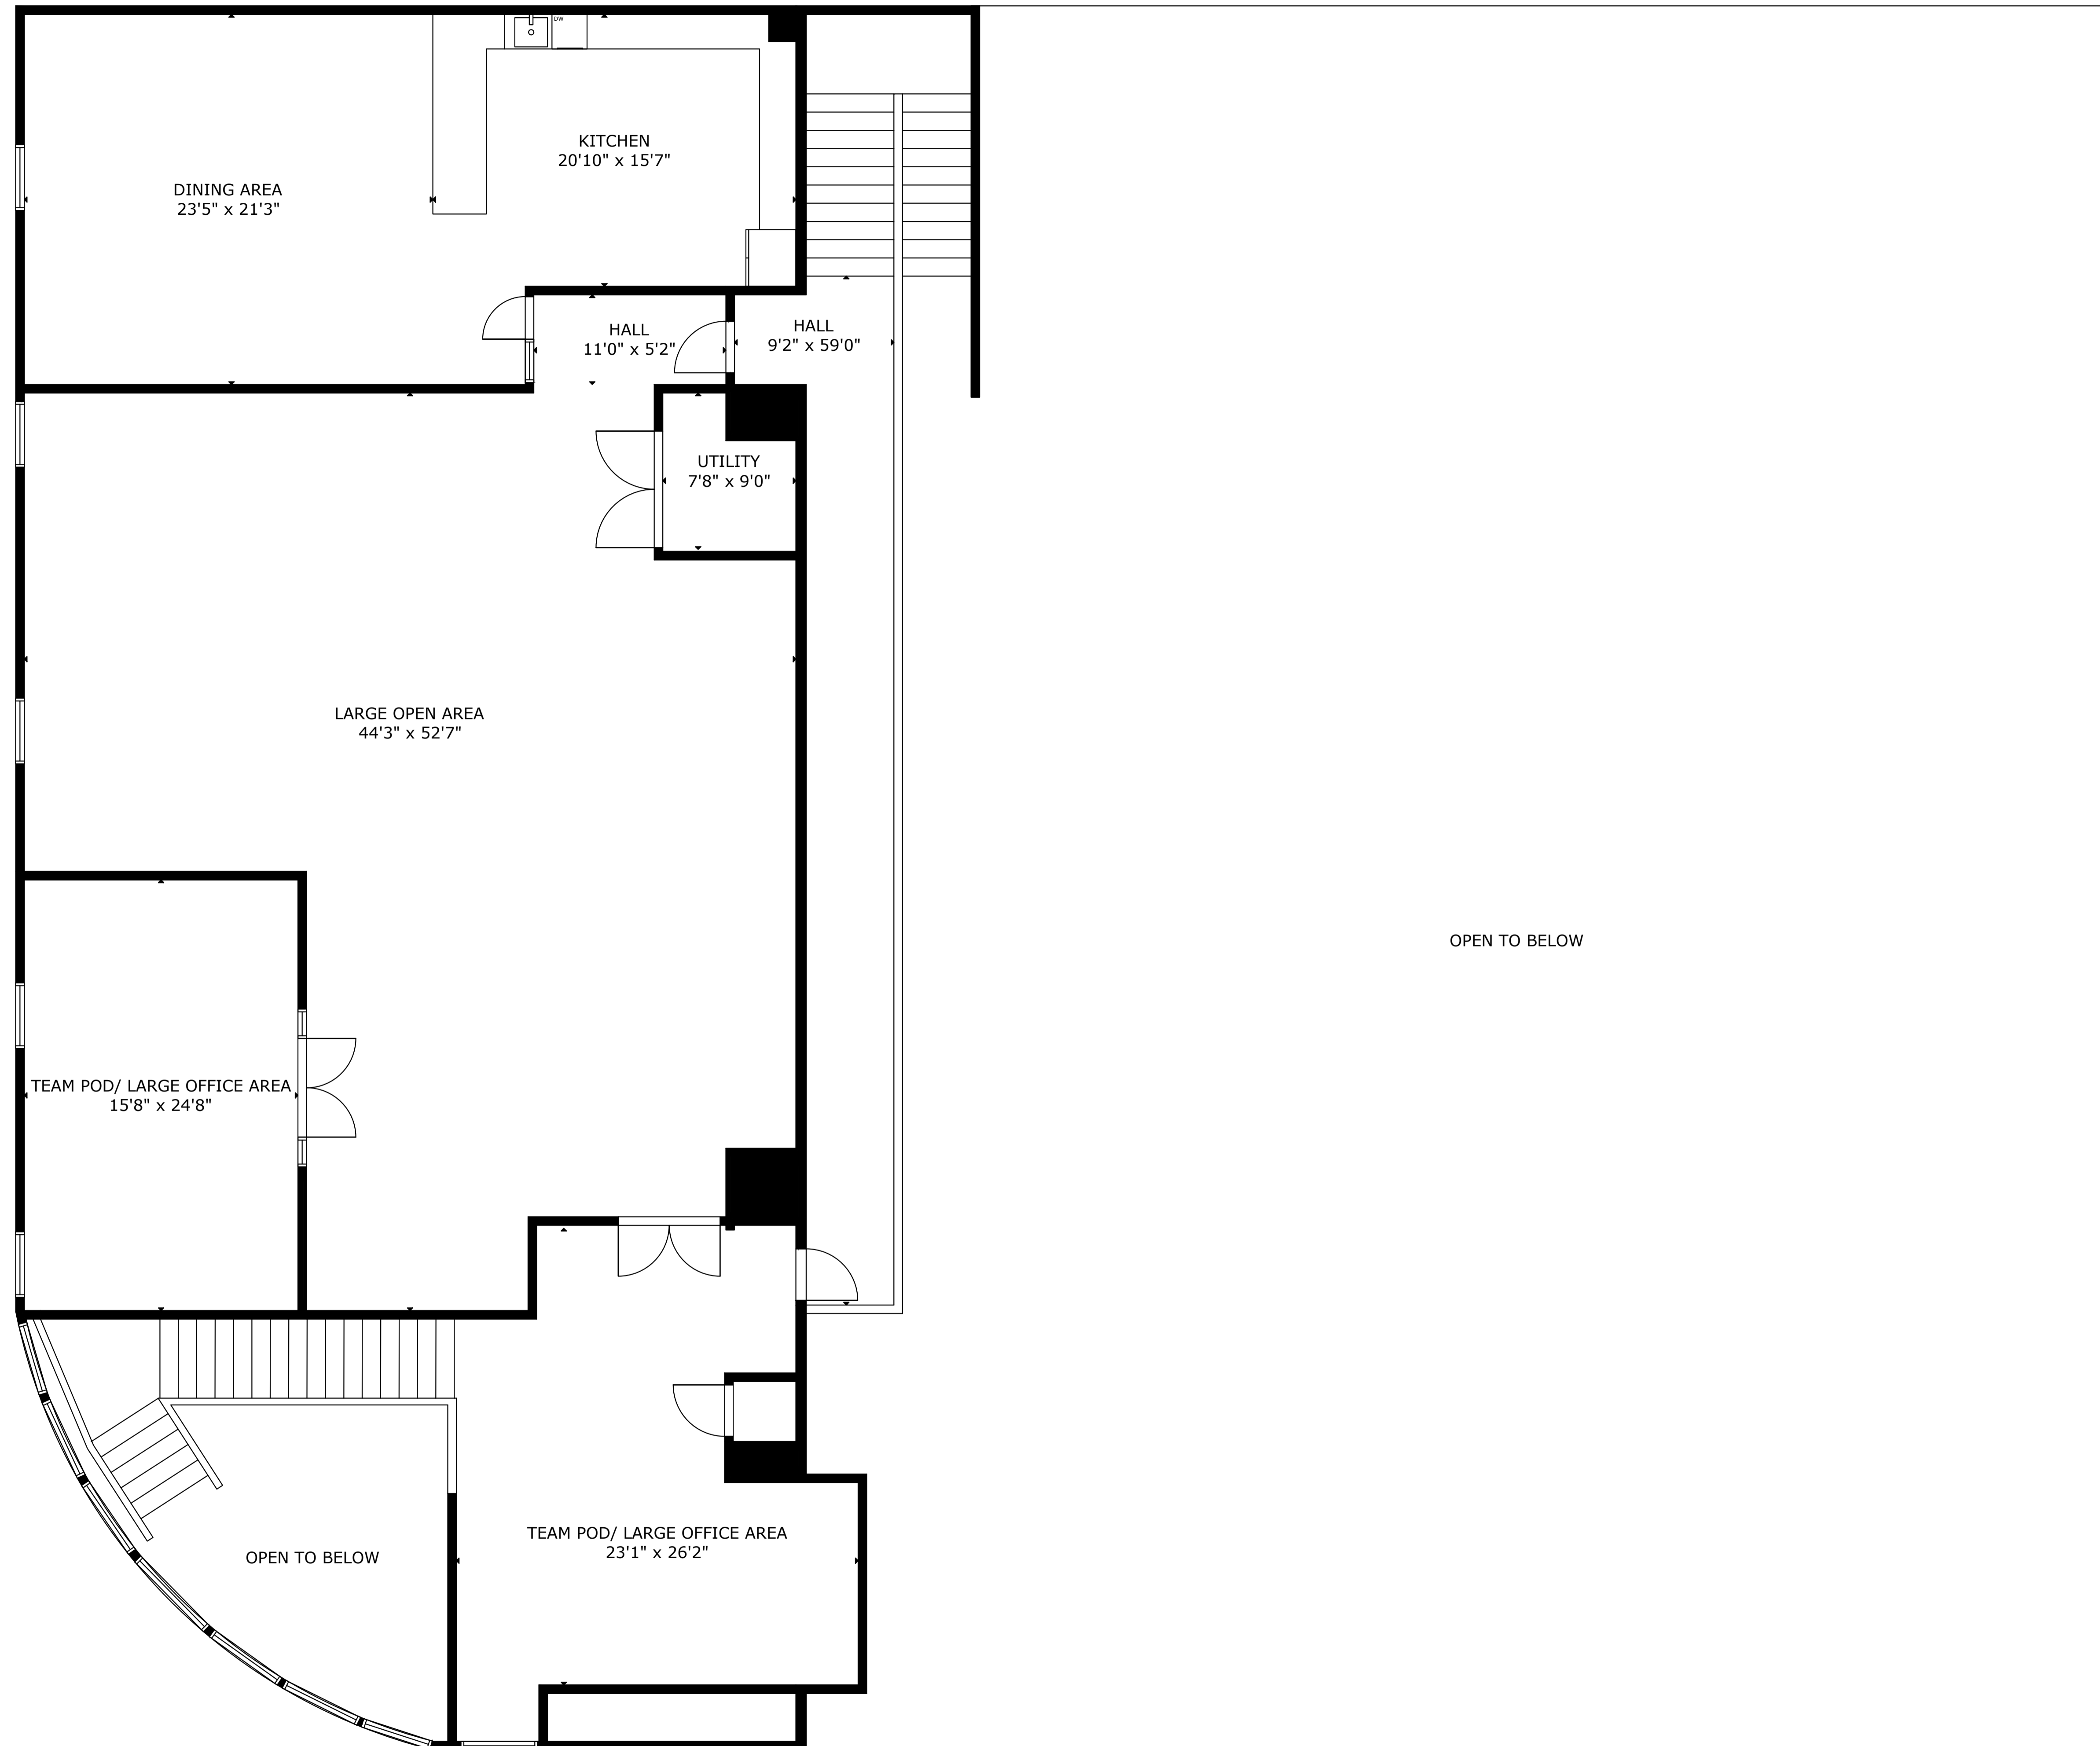 DW
KITCHEN
20'10" x 15'7"
DINING AREA
23'5" x 21'3"
HALL
11'0" x 5'2"
HALL
9'2" x 59'0"
UTILITY
7'8" x 9'0"
LARGE OPEN AREA
44'3" x 52'7"
OPEN TO BELOW
TEAM POD/ LARGE OFFICE AREA
15'8" x 24'8"
TEAM POD/ LARGE OFFICE AREA
23'1" x 26'2"
OPEN TO BELOW